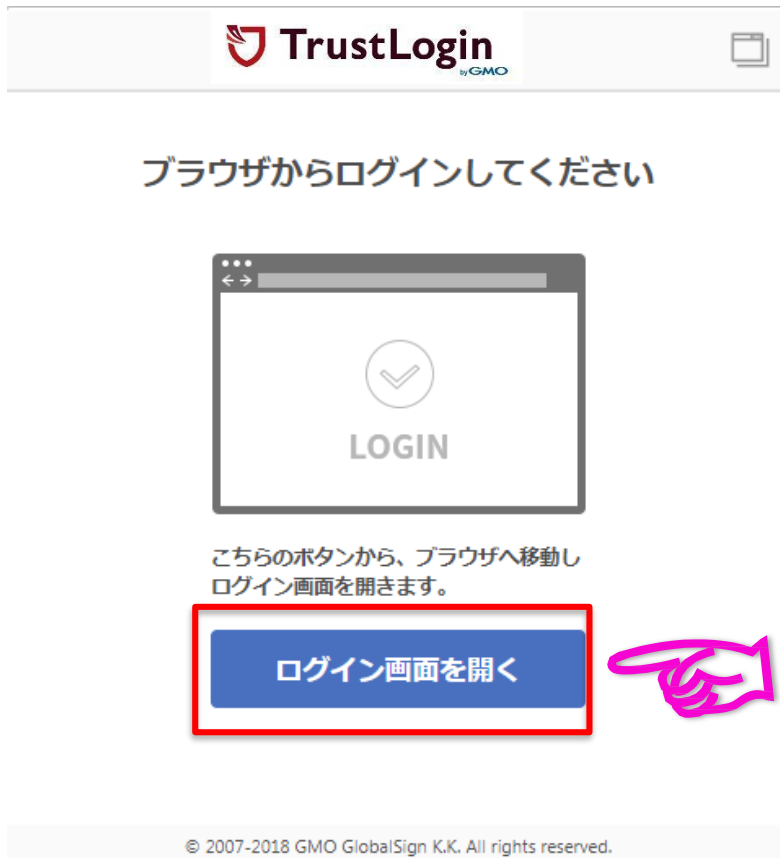 TrustLogin
by GMO
ブラウザからログインしてください
LOGIN
こちらのボタンから、ブラウザへ移動し
ログイン画面を開きます。
ログイン画面を開く
© 2007-2018 GMO GlobalSign K.K. All rights reserved.